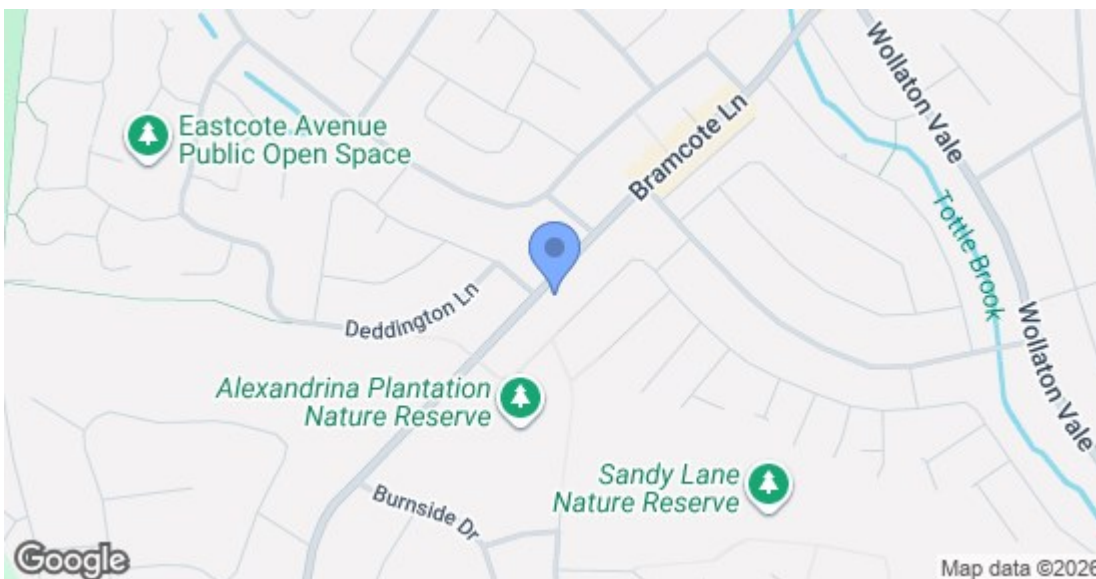 Wollaton Vale
Bramcote Ln
Eastcote Avenue
Public Open Space
Tottle Brook
Deddington Ln
Wollaton Vale
Alexandrina Plantation
Nature Reserve
Sandy Lane
Nature Reserve
Burnside Dr
Google
Map data ©2026